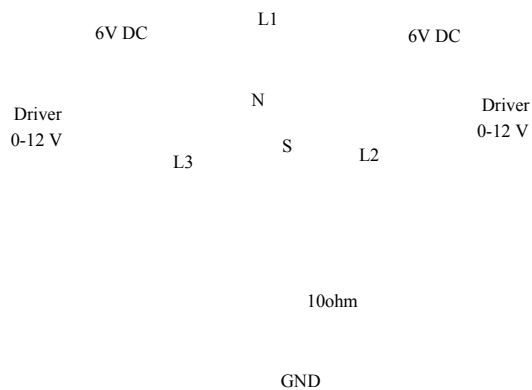 L1
6V DC
6V DC
N
Driver
0-12 V
Driver
0-12 V
S
L3
L2
10ohm
GND